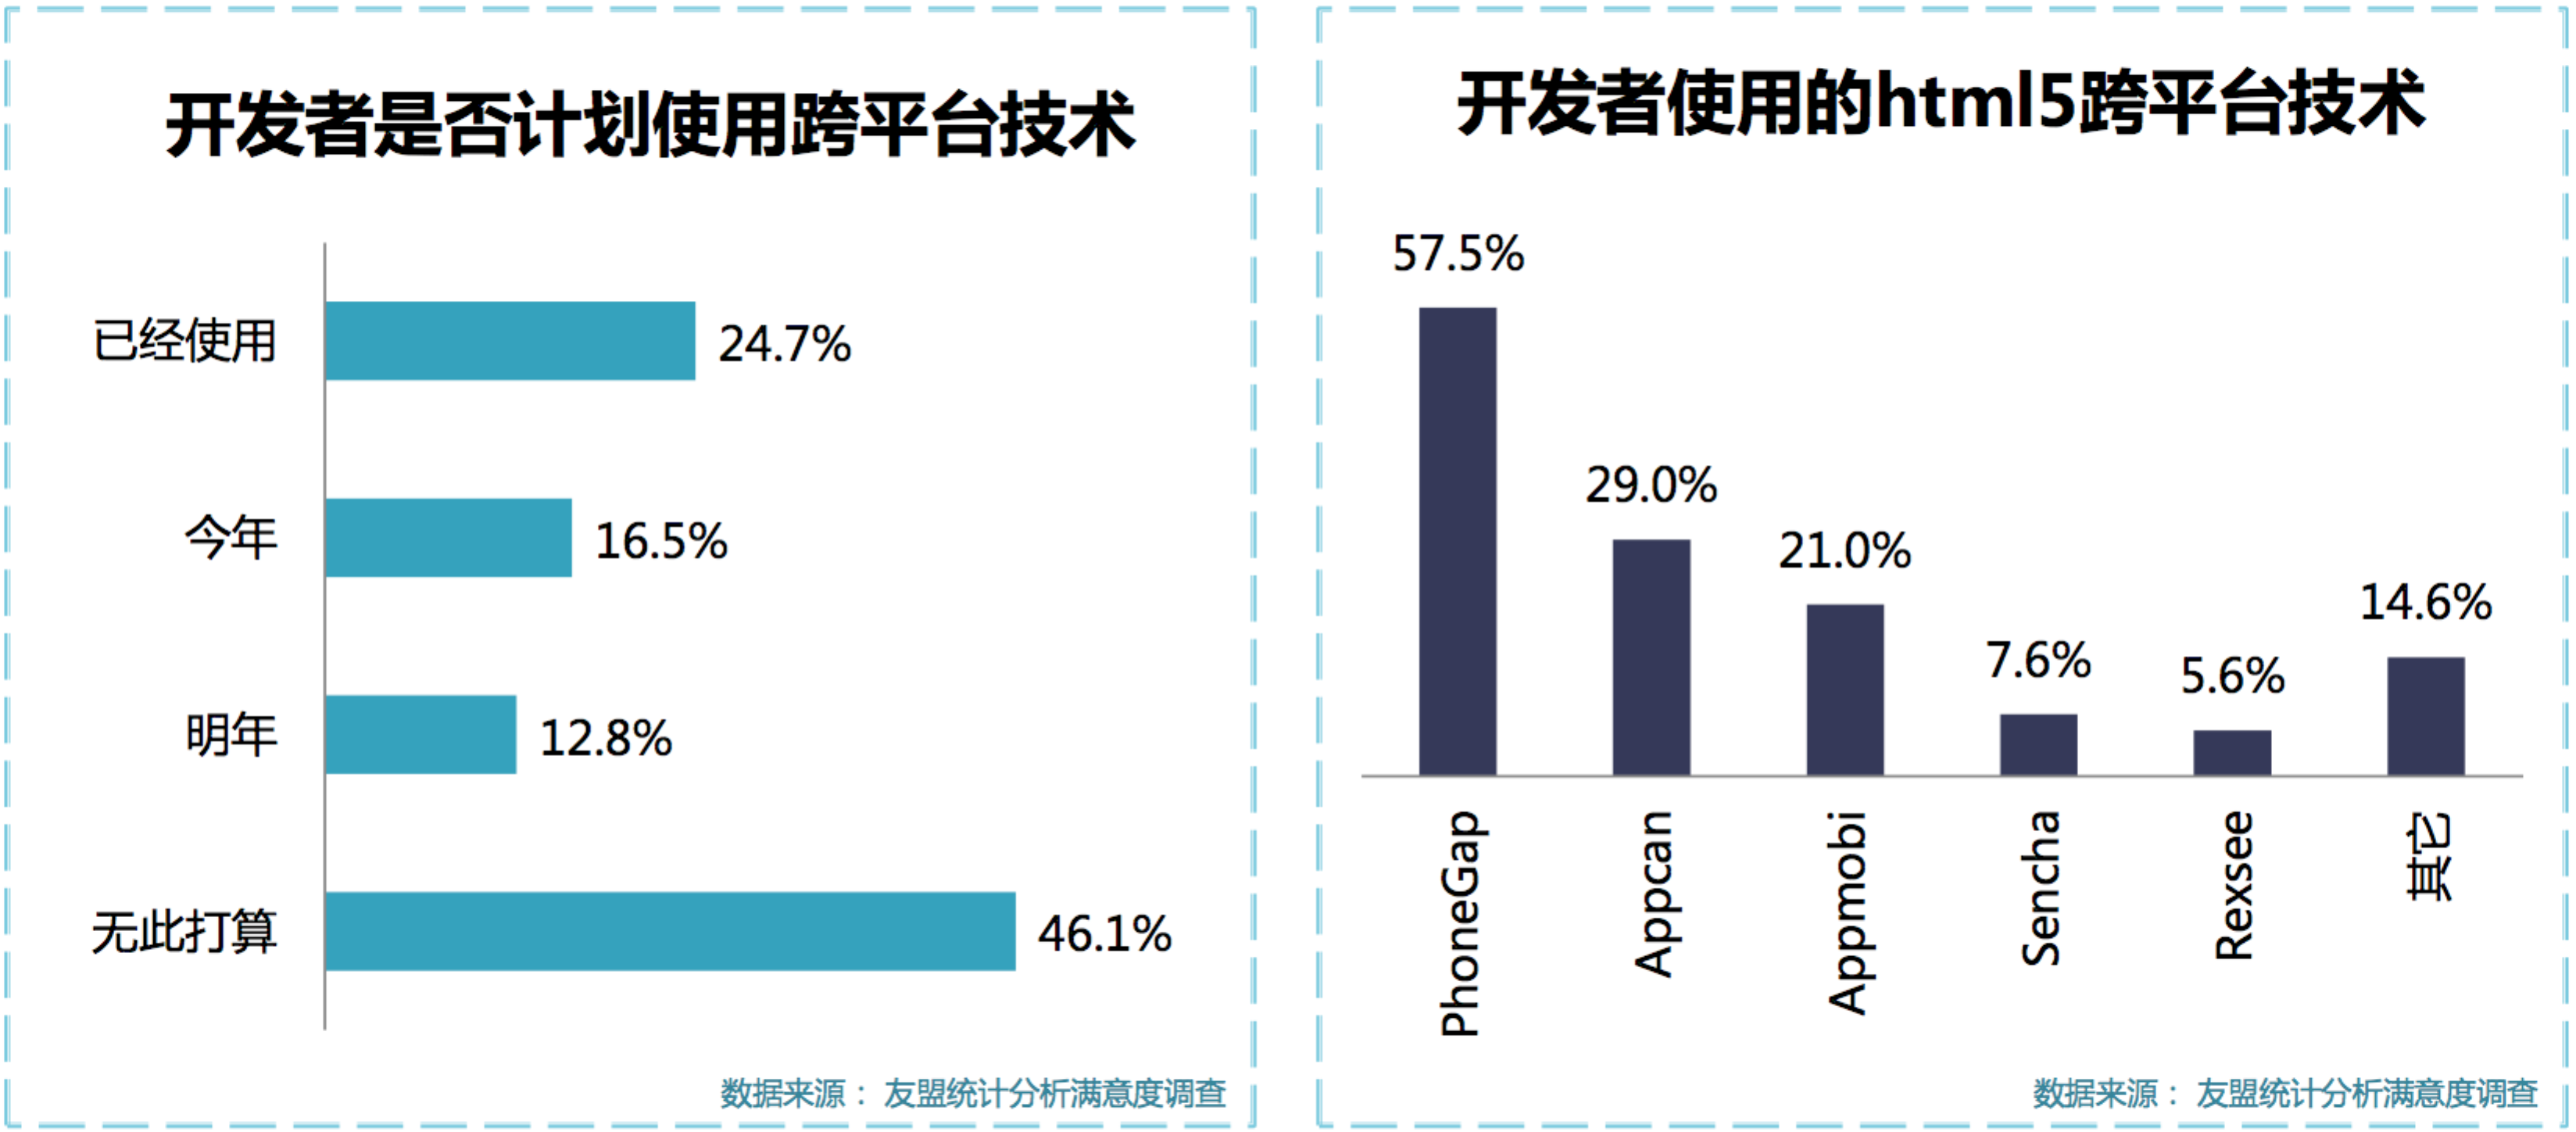 开发者是否计划使用跨平台技术
已经使用
24.7%
今年
16.5%
明年
12.8%
无此打算
46.1%
数据来源：友盟统计分析满意度调查
开发者使用的html5跨平台技术
57.5%
29.0%
21.0%
7.6%
5.6%
14.6%
PhoneGap
Appcan
Appmobi
Sencha
Rexsee
其它
数据来源：友盟统计分析满意度调查